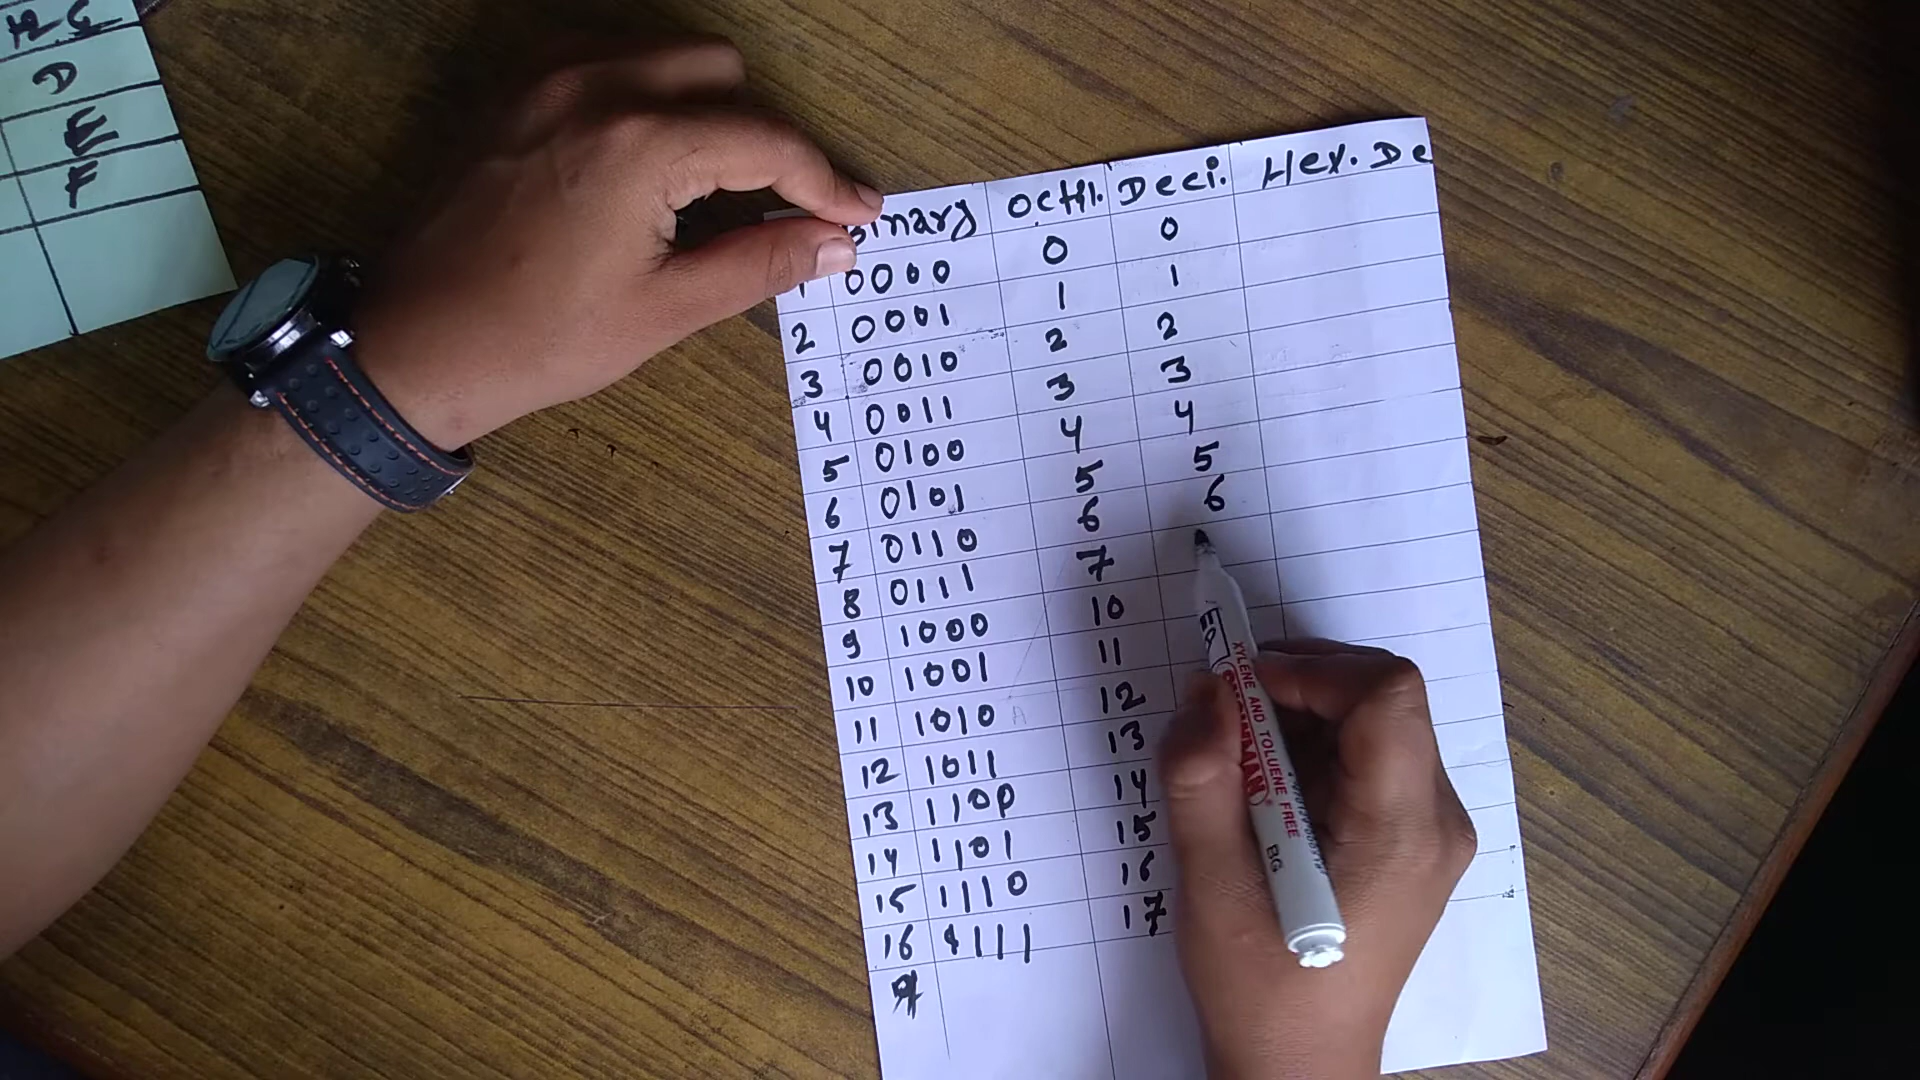 Binary Octl. Deci. Hex. De
1 0000 0 0
2 0001 1 1
3 0010 2 2
4 0011 3 3
5 0100 4 4
6 0101 5 5
7 0110 6 6
8 0111 7
9 1000 10
10 1001 11
11 1010 12
12 1011 13
13 1100 14
14 1101 15
15 1110 16
16 1111 17
D
E
F
XYLENE AND TOLUENE FREE
BG